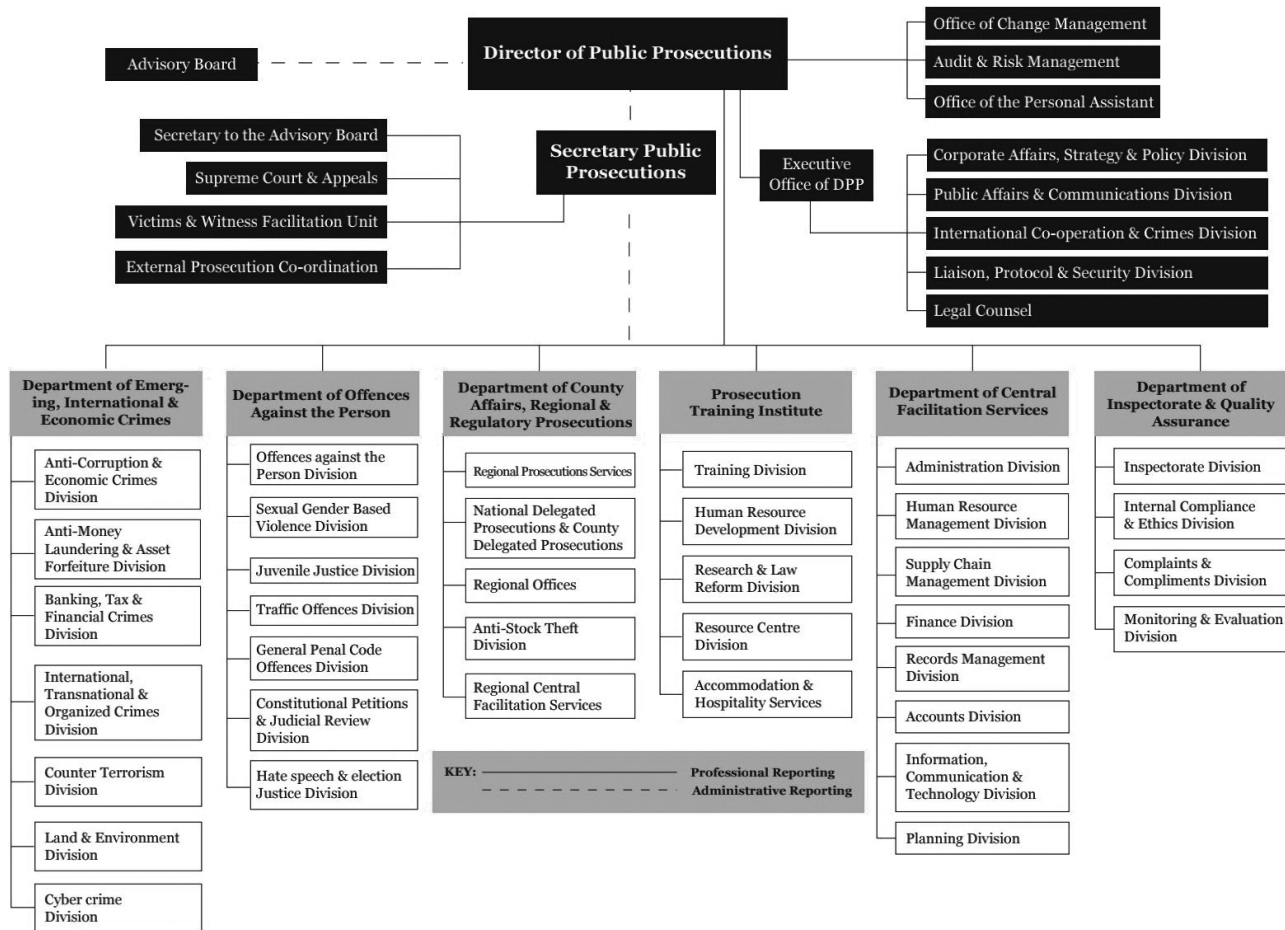 Director of Public Prosecutions
Advisory Board
Office of Change Management
Audit & Risk Management
Office of the Personal Assistant
Secretary to the Advisory Board
Supreme Court & Appeals
Victims & Witness Facilitation Unit
External Prosecution Co-ordination
Secretary Public
Prosecutions
Executive
Office of DPP
Corporate Affairs, Strategy & Policy Division
Public Affairs & Communications Division
International Co-operation & Crimes Division
Liaison, Protocol & Security Division
Legal Counsel
Department of Emerg-
ing, International &
Economic Crimes
Anti-Corruption &
Economic Crimes
Division
Anti-Money
Laundering & Asset
Forfeiture Division
Banking, Tax &
Financial Crimes
Division
International,
Transnational &
Organized Crimes
Division
Counter Terrorism
Division
Land & Environment
Division
Cyber crime
Division
Department of Offences
Against the Person
Offences against the
Person Division
Sexual Gender Based
Violence Division
Juvenile Justice Division
Traffic Offences Division
General Penal Code
Offences Division
Constitutional Petitions
& Judicial Review
Division
Hate speech & election
Justice Division
Department of County
Affairs, Regional &
Regulatory Prosecutions
Regional Prosecutions Services
National Delegated
Prosecutions & County
Delegated Prosecutions
Regional Offices
Anti-Stock Theft
Division
Regional Central
Facilitation Services
Prosecution
Training Institute
Training Division
Human Resource
Development Division
Research & Law
Reform Division
Resource Centre
Division
Accommodation &
Hospitality Services
Department of Central
Facilitation Services
Administration Division
Human Resource
Management Division
Supply Chain
Management Division
Finance Division
Records Management
Division
Accounts Division
Information,
Communication &
Technology Division
Planning Division
Department of
Inspectorate & Quality
Assurance
Inspectorate Division
Internal Compliance
& Ethics Division
Complaints &
Compliments Division
Monitoring & Evaluation
Division
KEY: Professional Reporting
Administrative Reporting